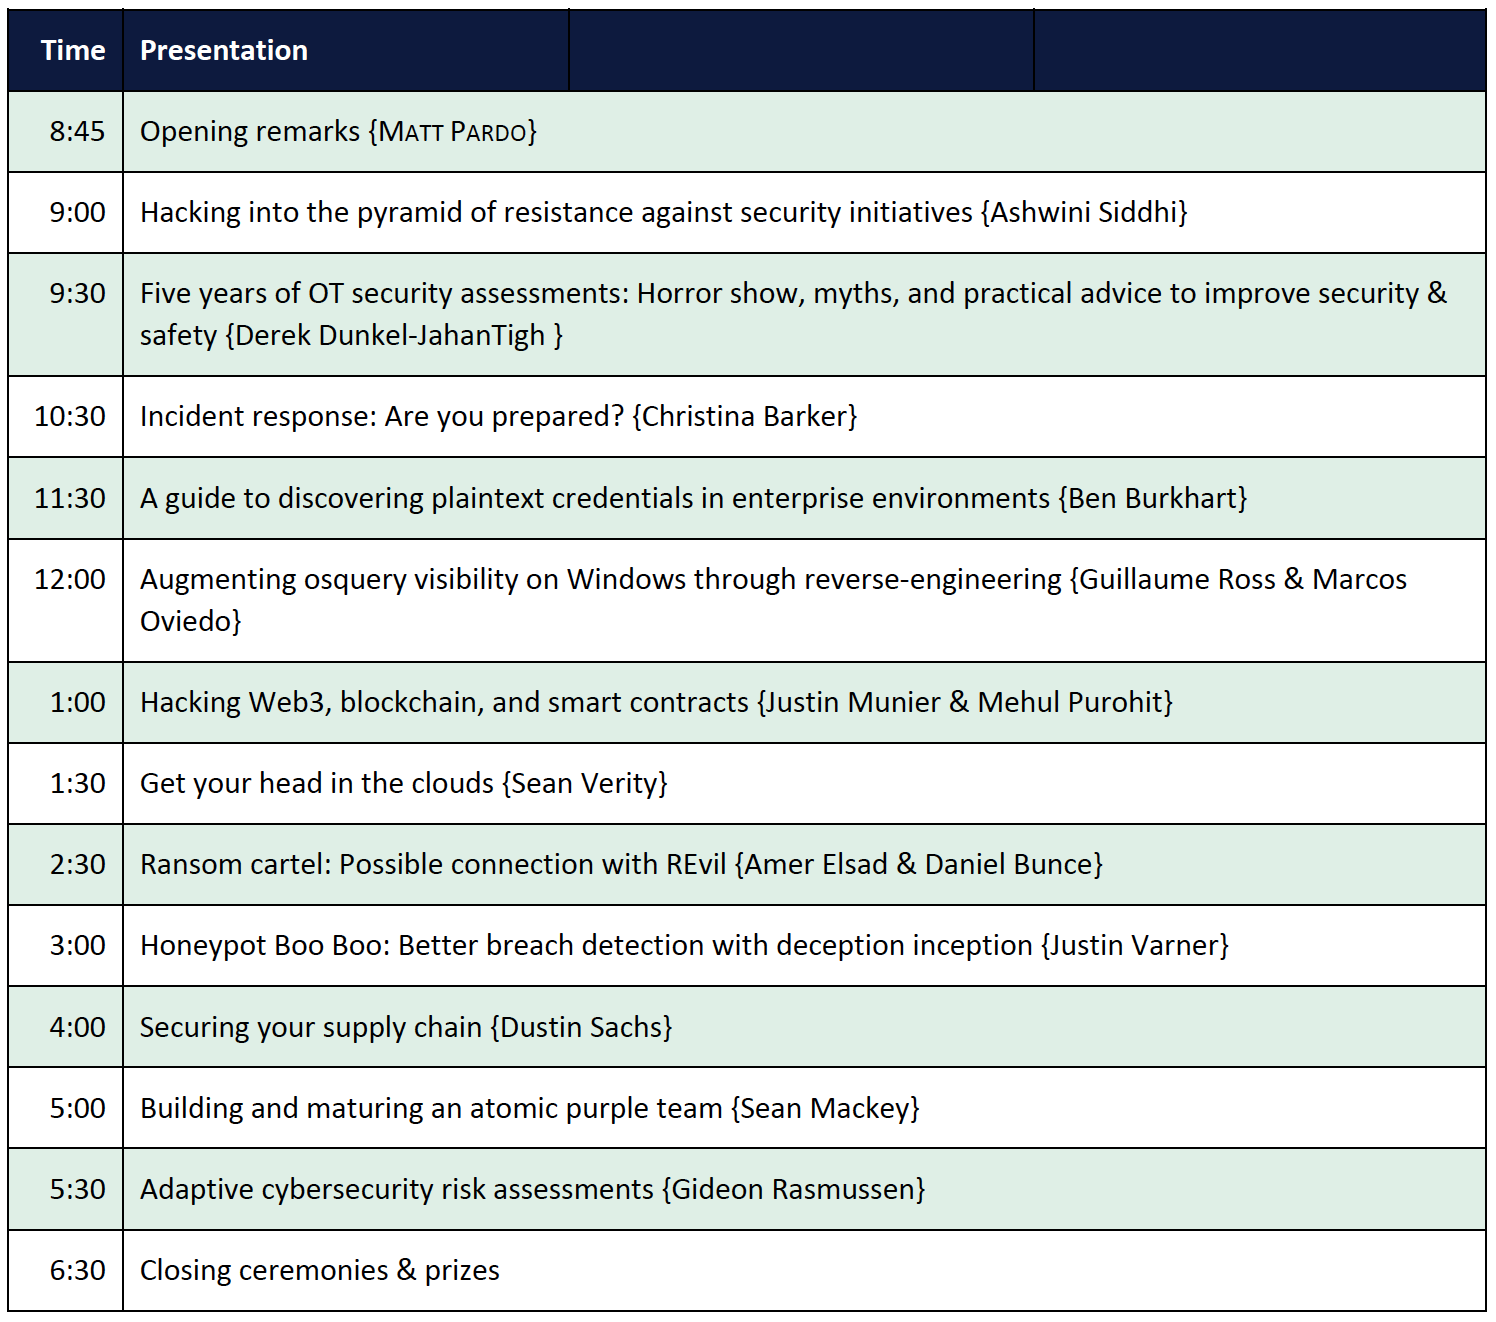 Time Presentation
8:45 Opening remarks {MATT PARDO}
9:00 Hacking into the pyramid of resistance against security initiatives {Ashwini Siddhi}
9:30 Five years of OT security assessments: Horror show, myths, and practical advice to improve security &
safety {Derek Dunkel-JahanTigh }
10:30 Incident response: Are you prepared? {Christina Barker}
11:30 A guide to discovering plaintext credentials in enterprise environments {Ben Burkhart}
12:00 Augmenting osquery visibility on Windows through reverse-engineering {Guillaume Ross & Marcos
Oviedo}
1:00 Hacking Web3, blockchain, and smart contracts {Justin Munier & Mehul Purohit}
1:30 Get your head in the clouds {Sean Verity}
2:30 Ransom cartel: Possible connection with REvil {Amer Elsad & Daniel Bunce}
3:00 Honeypot Boo Boo: Better breach detection with deception inception {Justin Varner}
4:00 Securing your supply chain {Dustin Sachs}
5:00 Building and maturing an atomic purple team {Sean Mackey}
5:30 Adaptive cybersecurity risk assessments {Gideon Rasmussen}
6:30 Closing ceremonies & prizes